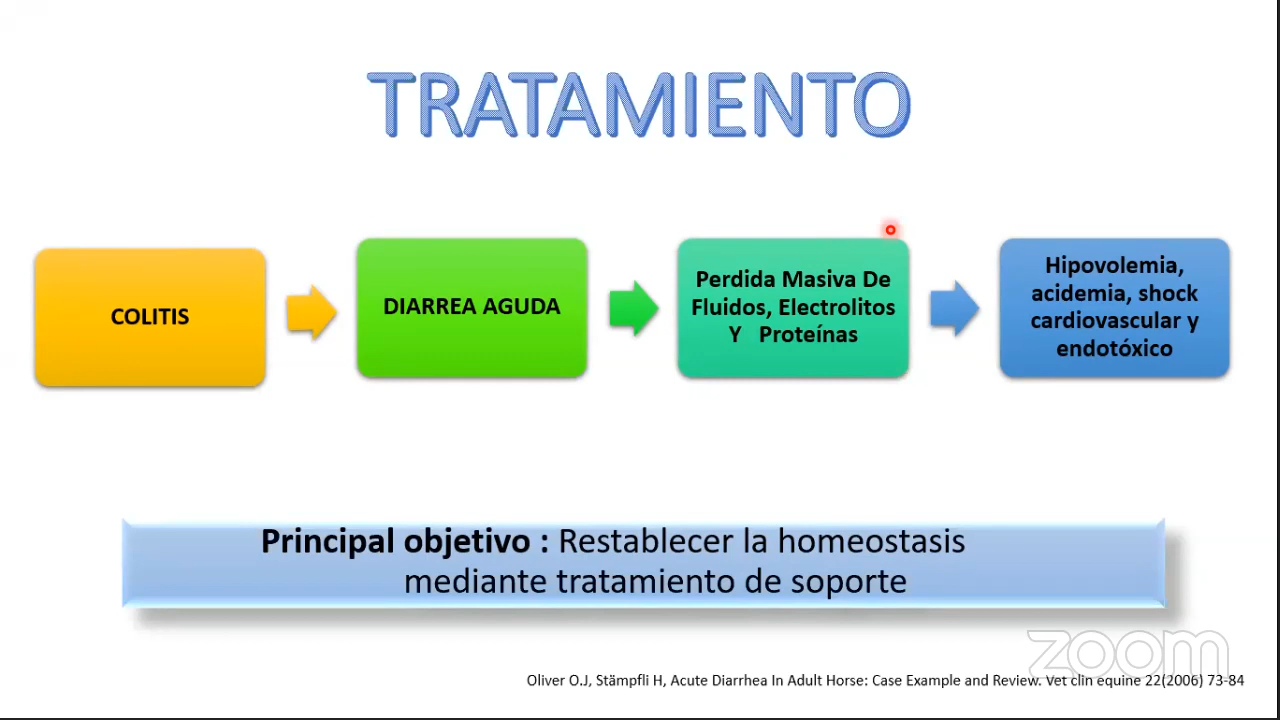 TRATAMIENTO
COLITIS
DIARREA AGUDA
Perdida Masiva De
Fluidos, Electrolitos
Y Proteínas
Hipovolemia,
acidemia, shock
cardiovascular y
endotóxico
Principal objetivo : Restablecer la homeostasis
mediante tratamiento de soporte
zoom
Oliver O.J, Stämpfli H, Acute Diarrhea In Adult Horse: Case Example and Review. Vet clin equine 22(2006) 73-84